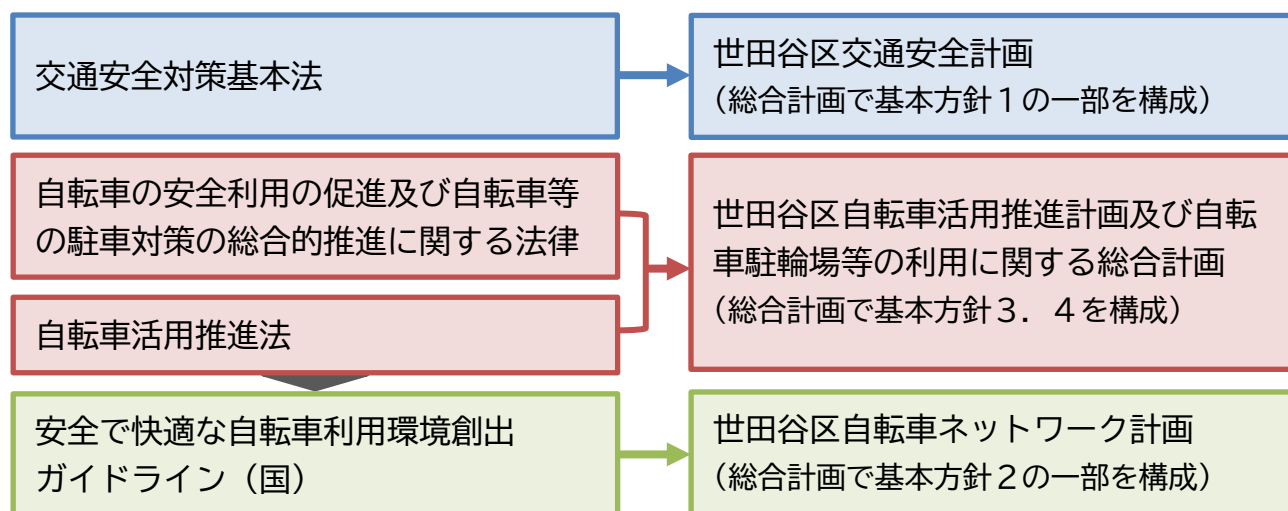 交通安全対策基本法
世田谷区交通安全計画
（総合計画で基本方針１の一部を構成）
自転車の安全利用の促進及び自転車等
の駐車対策の総合的推進に関する法律
自転車活用推進法
世田谷区自転車活用推進計画及び自転
車駐輪場等の利用に関する総合計画
（総合計画で基本方針３．４を構成）
安全で快適な自転車利用環境創出
ガイドライン（国）
世田谷区自転車ネットワーク計画
（総合計画で基本方針２の一部を構成）